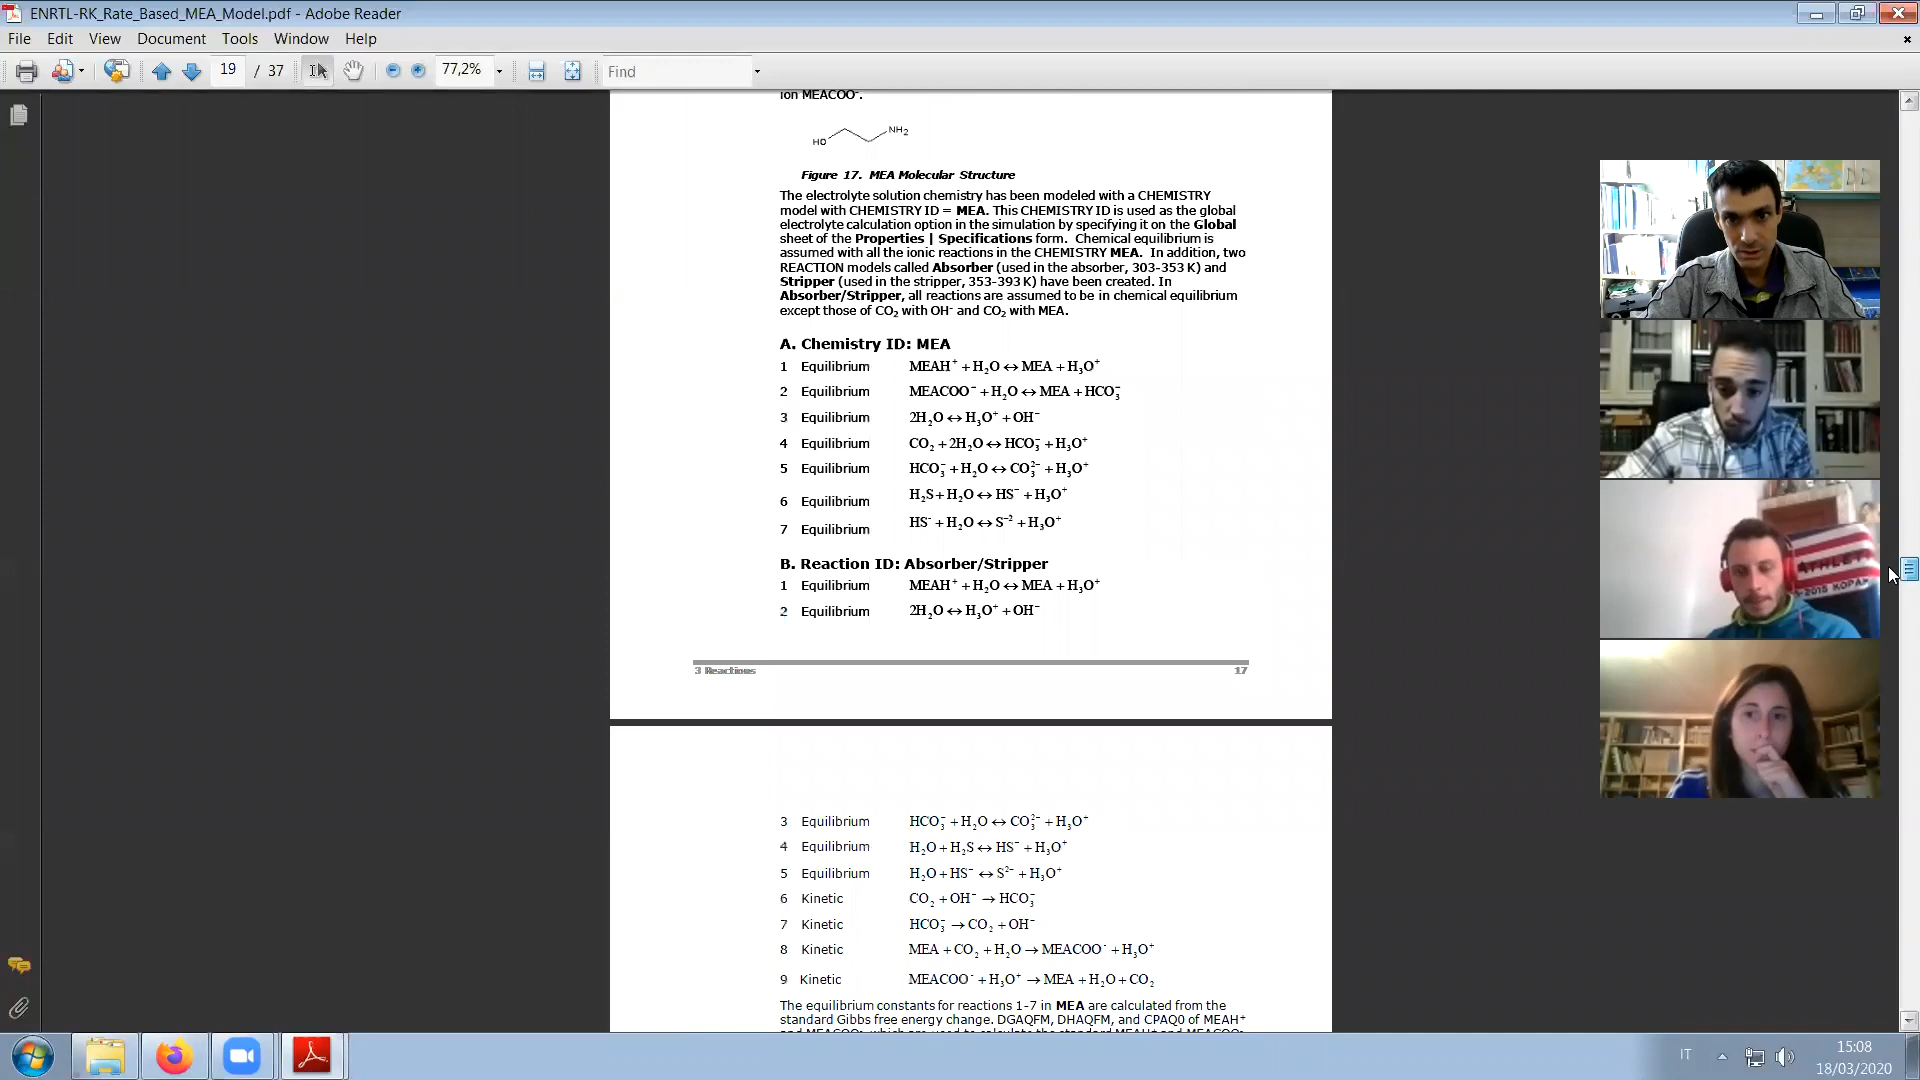 ENRTL-RK_Rate_Based_MEA_Model.pdf - Adobe Reader
File Edit View Document Tools Window Help
19 / 37 77,2% Find
ion MEACOO⁻.
HO NH₂
Figure 17. MEA Molecular Structure
The electrolyte solution chemistry has been modeled with a CHEMISTRY
model with CHEMISTRY ID = MEA. This CHEMISTRY ID is used as the global
electrolyte calculation option in the simulation by specifying it on the Global
sheet of the Properties | Specifications form. Chemical equilibrium is
assumed with all the ionic reactions in the CHEMISTRY MEA. In addition, two
REACTION models called Absorber (used in the absorber, 303-353 K) and
Stripper (used in the stripper, 353-393 K) have been created. In
Absorber/Stripper, all reactions are assumed to be in chemical equilibrium
except those of CO₂ with OH⁻ and CO₂ with MEA.
A. Chemistry ID: MEA
1 Equilibrium MEAH⁺ + H₂O ↔ MEA + H₃O⁺
2 Equilibrium MEACOO⁻ + H₂O ↔ MEA + HCO₃⁻
3 Equilibrium 2H₂O ↔ H₃O⁺ + OH⁻
4 Equilibrium CO₂ + 2H₂O ↔ HCO₃⁻ + H₃O⁺
5 Equilibrium HCO₃⁻ + H₂O ↔ CO₃²⁻ + H₃O⁺
6 Equilibrium H₂S + H₂O ↔ HS⁻ + H₃O⁺
7 Equilibrium HS⁻ + H₂O ↔ S⁻² + H₃O⁺
B. Reaction ID: Absorber/Stripper
1 Equilibrium MEAH⁺ + H₂O ↔ MEA + H₃O⁺
2 Equilibrium 2H₂O ↔ H₃O⁺ + OH⁻
3 Reactions 17
3 Equilibrium HCO₃⁻ + H₂O ↔ CO₃²⁻ + H₃O⁺
4 Equilibrium H₂O + H₂S ↔ HS⁻ + H₃O⁺
5 Equilibrium H₂O + HS⁻ ↔ S²⁻ + H₃O⁺
6 Kinetic CO₂ + OH⁻ → HCO₃⁻
7 Kinetic HCO₃⁻ → CO₂ + OH⁻
8 Kinetic MEA + CO₂ + H₂O → MEACOO⁻ + H₃O⁺
9 Kinetic MEACOO⁻ + H₃O⁺ → MEA + H₂O + CO₂
The equilibrium constants for reactions 1-7 in MEA are calculated from the
standard Gibbs free energy change. DGAQFM, DHAQFM, and CPAQ0 of MEAH⁺
IT
15:08
18/03/2020